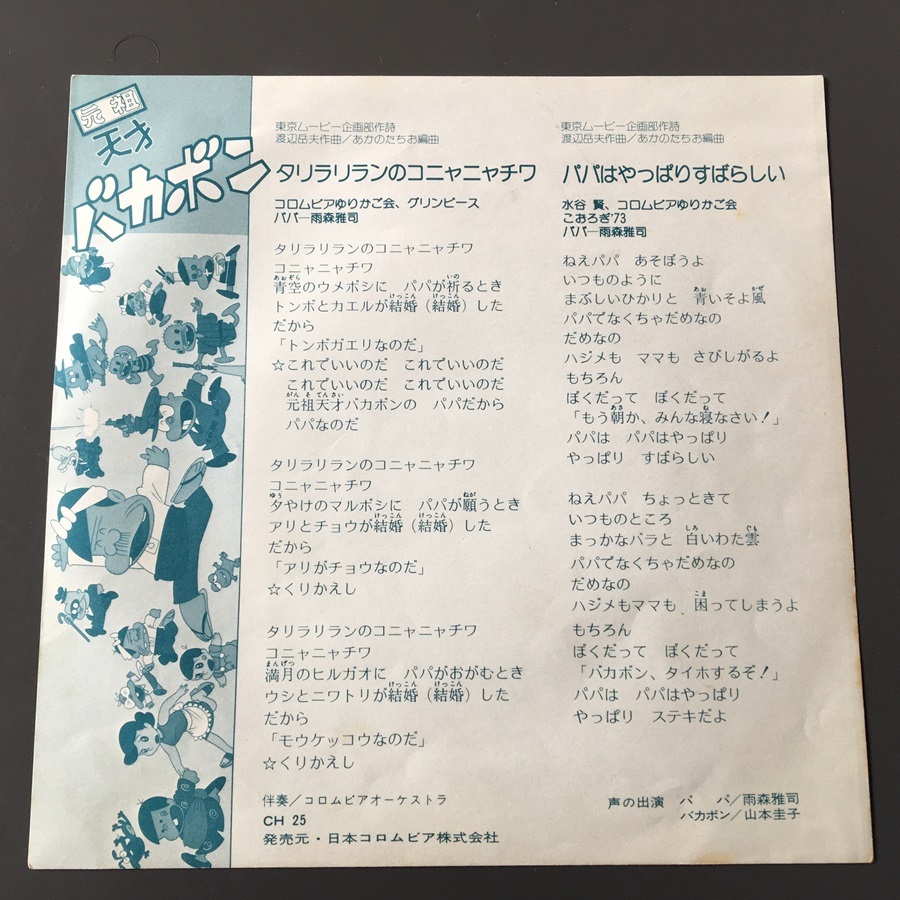 元祖
天才
バカボン
東京ムービー企画部作詩
渡辺岳夫作曲/あかのたちお編曲
タリラリランのコニャニャチワ
コロムビアゆりかご会、グリンピース
パパ―雨森雅司
タリラリランのコニャニャチワ
コニャニャチワ
青空のウメボシに パパが祈るとき
トンボとカエルが結婚(結婚)した
だから
「トンボガエリなのだ」
☆これでいいのだ これでいいのだ
これでいいのだ これでいいのだ
元祖天才バカボンの パパだから
パパなのだ
タリラリランのコニャニャチワ
コニャニャチワ
夕やけのマルボシに パパが願うとき
アリとチョウが結婚(結婚)した
だから
「アリがチョウなのだ」
☆くりかえし
タリラリランのコニャニャチワ
コニャニャチワ
満月のヒルガオに パパがおがむとき
ウシとニワトリが結婚(結婚)した
だから
「モウケッコウなのだ」
☆くりかえし
伴奏/コロムビアオーケストラ
CH 25
発売元・日本コロムビア株式会社
東京ムービー企画部作詩
渡辺岳夫作曲/あかのたちお編曲
パパはやっぱりすばらしい
水谷 賢、コロムビアゆりかご会
こおろぎ'73
パパ―雨森雅司
ねえパパ あそぼうよ
いつものように
まぶしいひかりと 青いそよ風
パパでなくちゃだめなの
だめなの
ハジメも ママも さびしがるよ
もちろん
ぼくだって ぼくだって
「もう朝か、みんな寝なさい!」
パパは パパはやっぱり
やっぱり すばらしい
ねえパパ ちょっときて
いつものところ
まっかなバラと 白いわた雲
パパでなくちゃだめなの
だめなの
ハジメもママも、困ってしまうよ
もちろん
ぼくだって ぼくだって
「バカボン、タイホするぞ!」
パパは パパはやっぱり
やっぱり ステキだよ
声の出演 パ パ/雨森雅司
バカボン/山本圭子